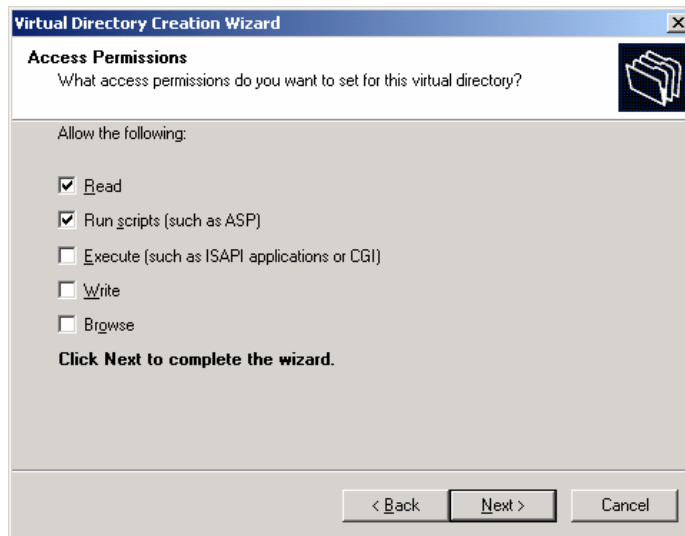 Virtual Directory Creation Wizard
Access Permissions
What access permissions do you want to set for this virtual directory?
Allow the following:
Read
Run scripts (such as ASP)
Execute (such as ISAPI applications or CGI)
Write
Browse
Click Next to complete the wizard.
< Back Next > Cancel